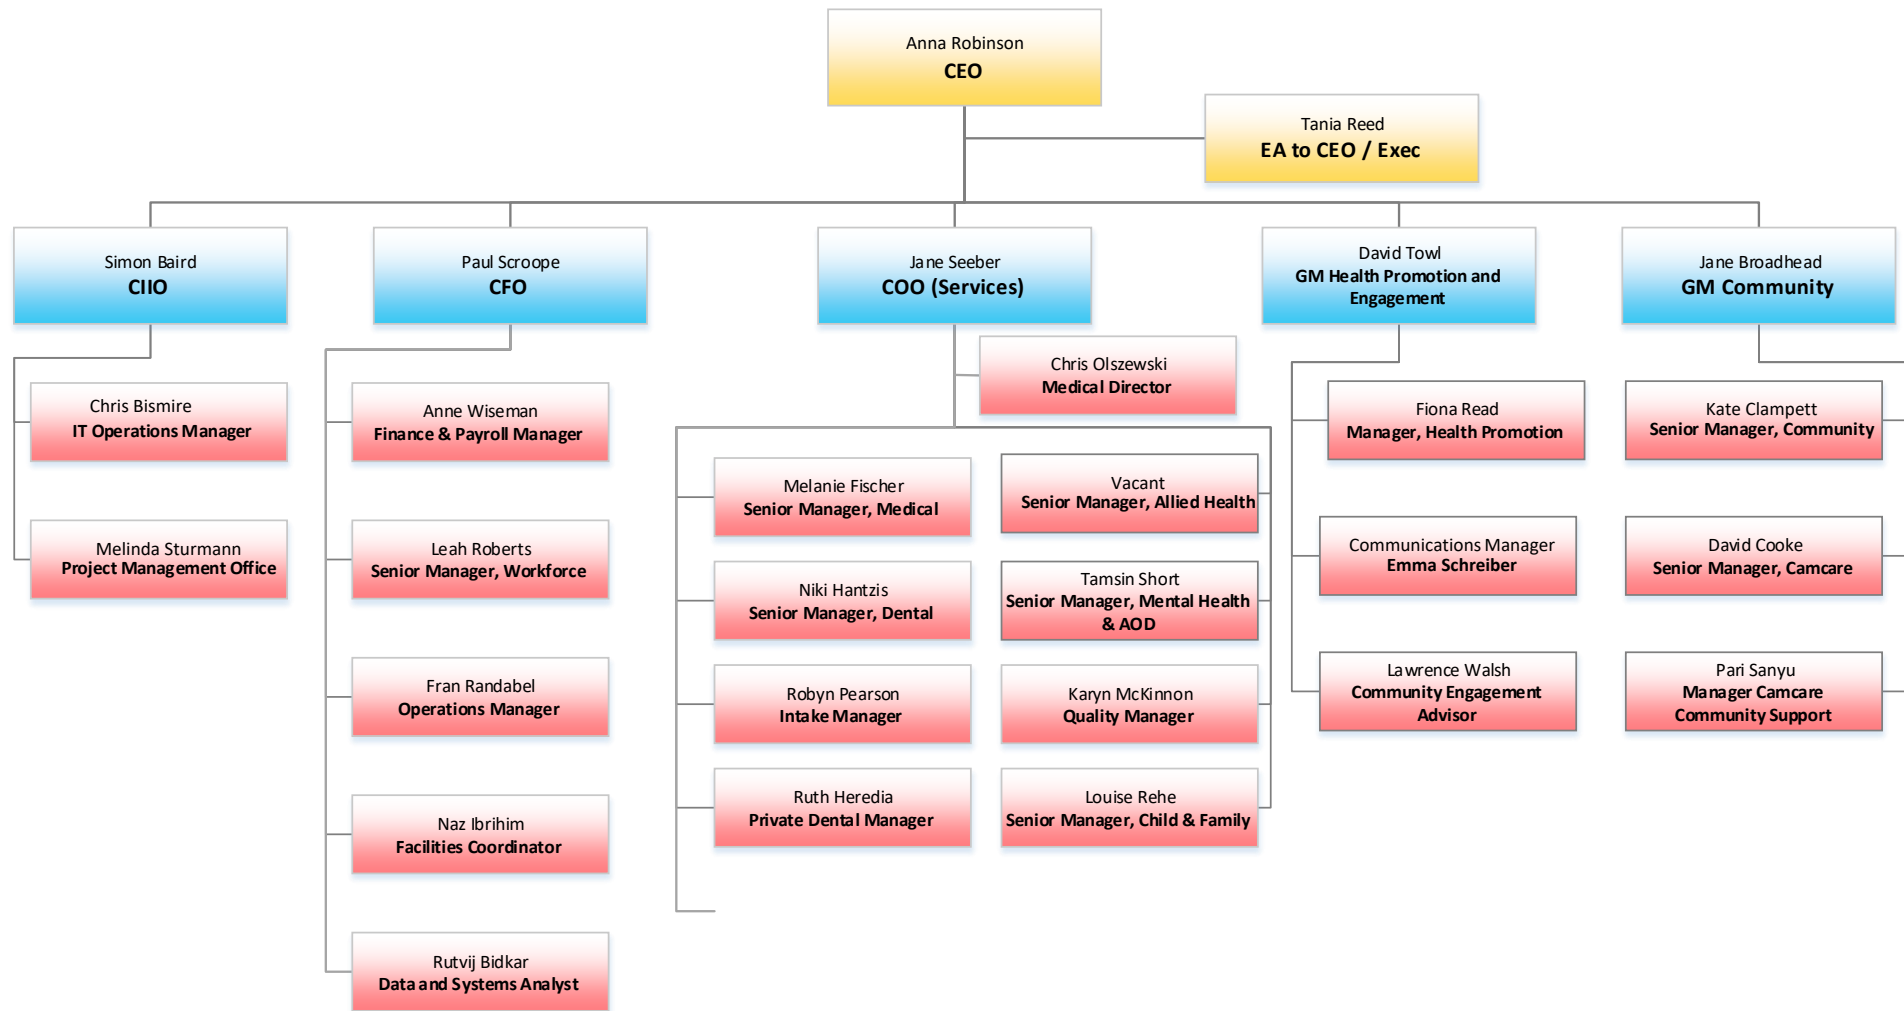 Anna Robinson
CEO
Tania Reed
EA to CEO / Exec
Simon Baird
CIIO
Paul Scroope
CFO
Jane Seeber
COO (Services)
David Towl
GM Health Promotion and
Engagement
Jane Broadhead
GM Community
Chris Olszewski
Medical Director
Chris Bismire
IT Operations Manager
Melinda Sturmann
Project Management Office
Anne Wiseman
Finance & Payroll Manager
Leah Roberts
Senior Manager, Workforce
Fran Randabel
Operations Manager
Naz Ibrihim
Facilities Coordinator
Rutvij Bidkar
Data and Systems Analyst
Melanie Fischer
Senior Manager, Medical
Niki Hantzis
Senior Manager, Dental
Robyn Pearson
Intake Manager
Ruth Heredia
Private Dental Manager
Vacant
Senior Manager, Allied Health
Tamsin Short
Senior Manager, Mental Health
& AOD
Karyn McKinnon
Quality Manager
Louise Rehe
Senior Manager, Child & Family
Fiona Read
Manager, Health Promotion
Communications Manager
Emma Schreiber
Lawrence Walsh
Community Engagement
Advisor
Kate Clampett
Senior Manager, Community
David Cooke
Senior Manager, Camcare
Pari Sanyu
Manager Camcare
Community Support